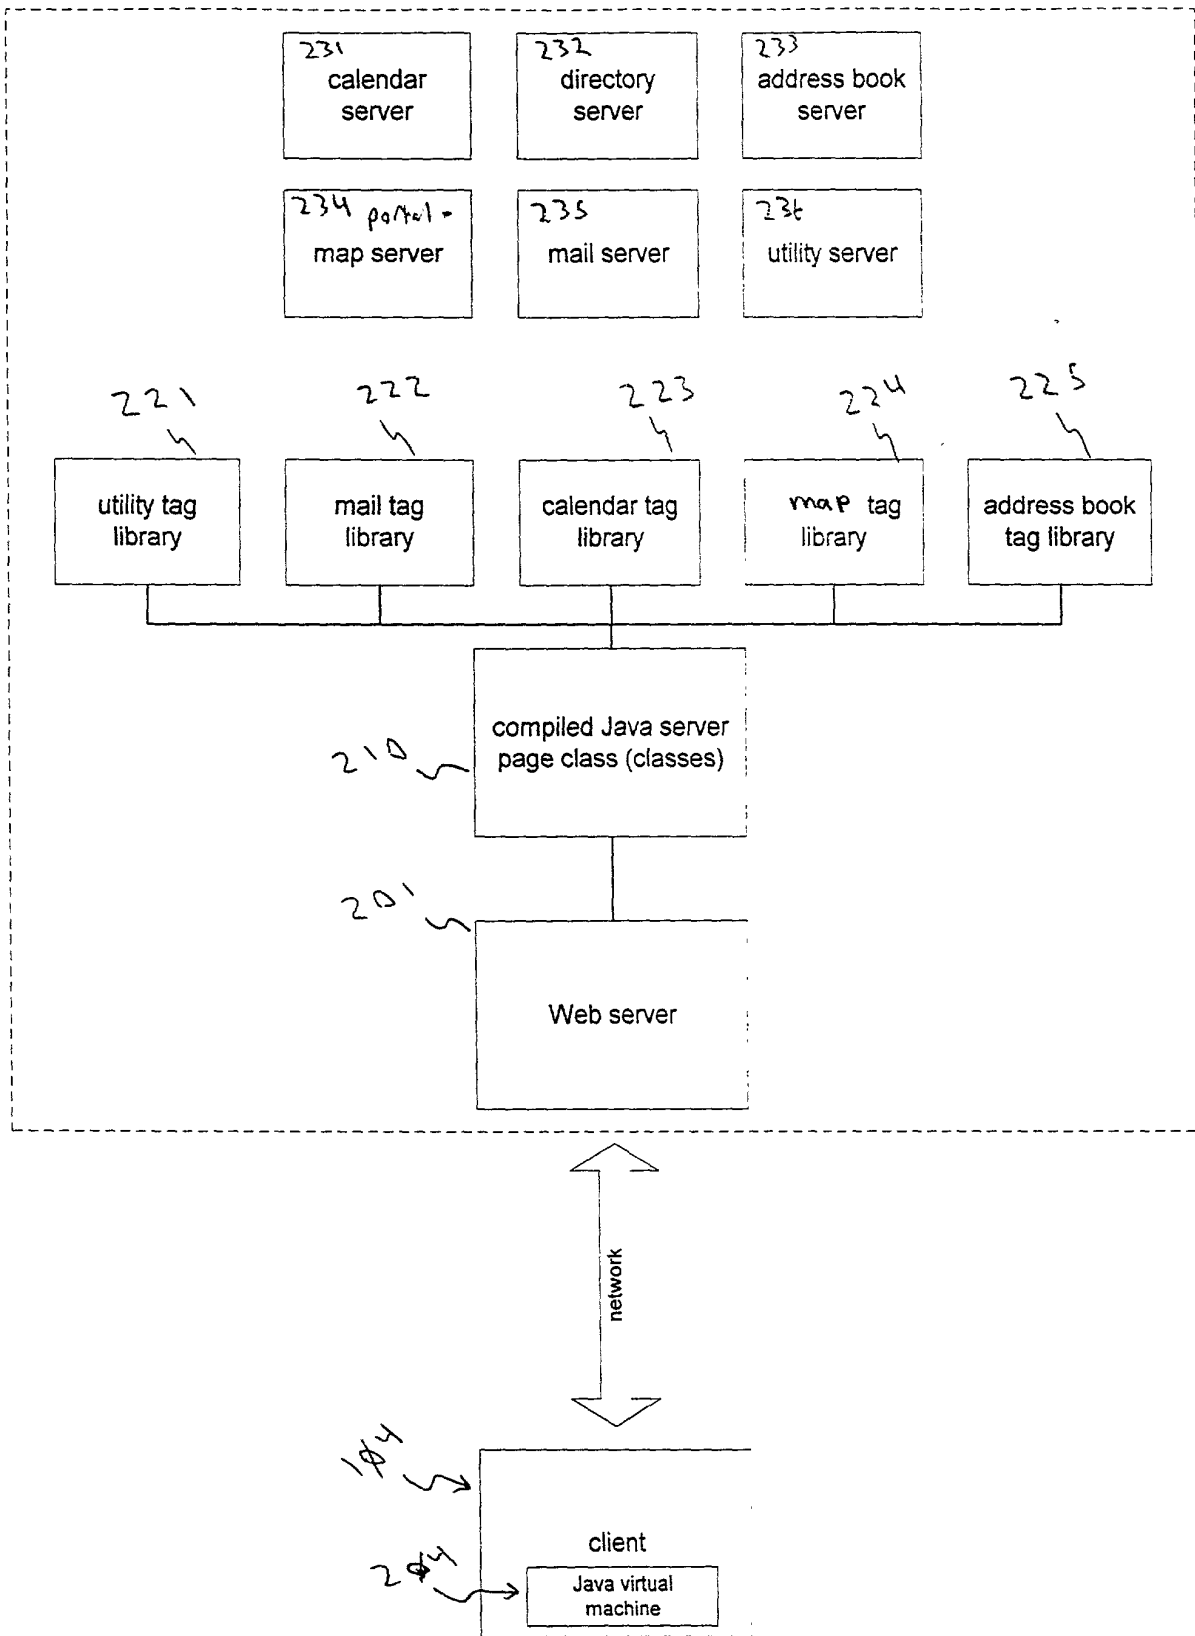 231
calendar
server
232
directory
server
233
address book
server
234 portal-
map server
235
mail server
236
utility server
221
222
223
224
225
utility tag
library
mail tag
library
calendar tag
library
map tag
library
address book
tag library
210
compiled Java server
page class (classes)
201
Web server
network
104
client
204
Java virtual
machine